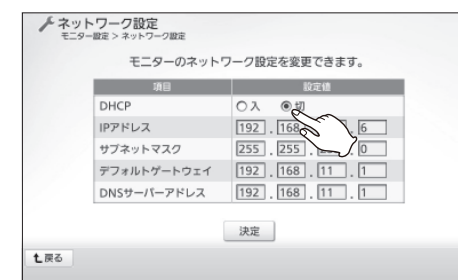 ネットワーク設定
モニター設定 > ネットワーク設定
モニターのネットワーク設定を変更できます。
項目 設定値
DHCP 入 切
IPアドレス 192 . 168 . . 6
サブネットマスク 255 . 255 . . 0
デフォルトゲートウェイ 192 . 168 . 11 . 1
DNSサーバーアドレス 192 . 168 . 11 . 1
決定
戻る